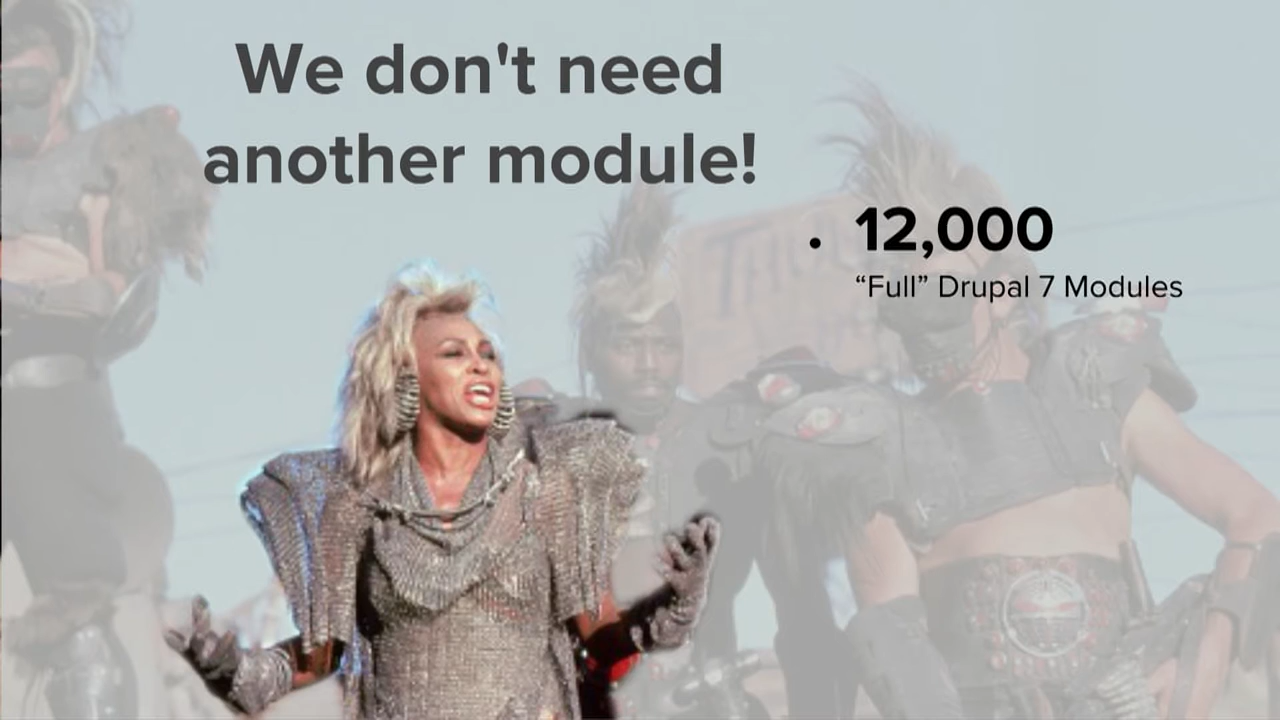 We don't need
another module!
• 12,000
“Full” Drupal 7 Modules